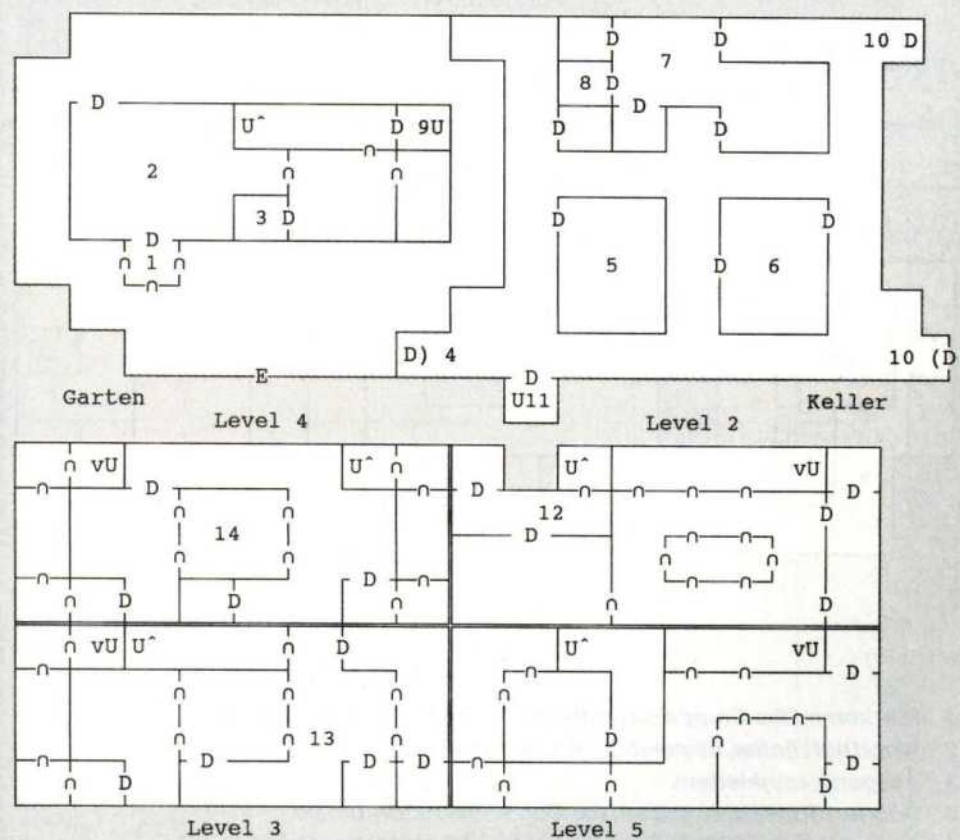 D D 10 D
7
8 D
D U^ D 9U D D D
∩
2 ∩ ∩
3 D D D
D
∩ 1 ∩ 5 D 6
∩
D) 4 10 (D
E D
Garten U11 Keller
Level 4 Level 2
∩ vU U^ ∩ U^ vU
∩ D ∩ D ∩ ∩ ∩ ∩ D
12 D
∩ ∩ D ∩ ∩
14
∩ ∩ ∩ ∩
∩ D ∩ ∩ ∩
∩ D D ∩ ∩ D
∩ vU U^ ∩ D U^ vU
∩ ∩ ∩ ∩ ∩ D
∩ ∩ ∩ ∩
∩ ∩ 13 ∩ D ∩ ∩
∩ D D D ∩ D
∩ D ∩ ∩
Level 3 Level 5